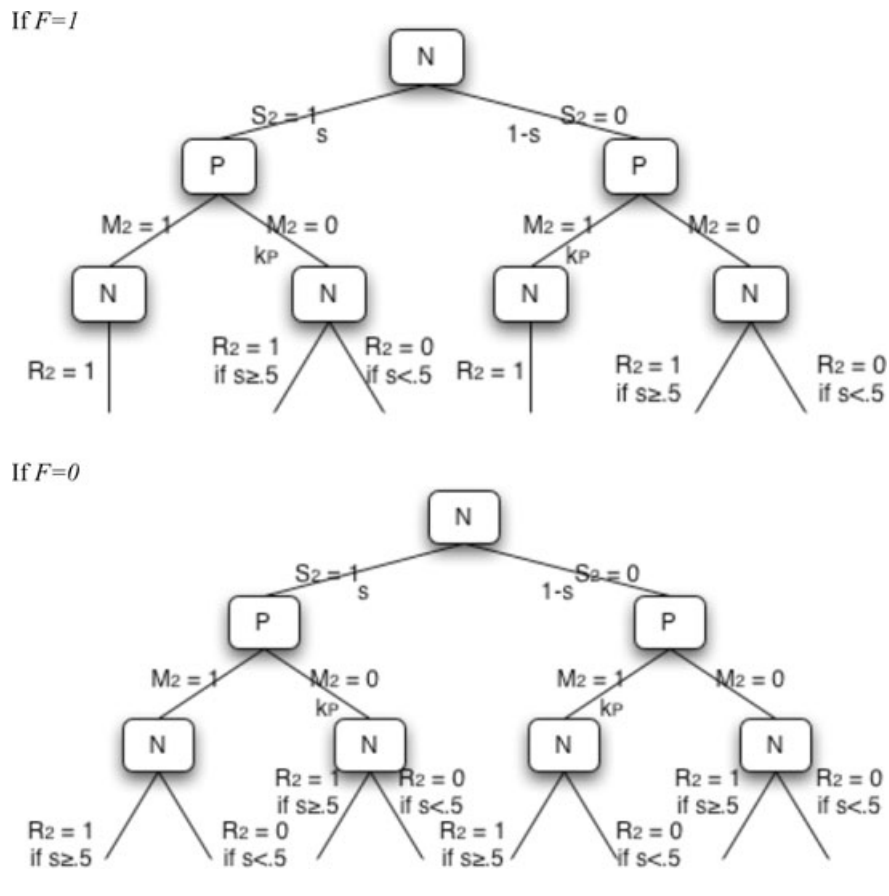 If F=1
N
S2 = 1 S2 = 0
s 1-s
P P
M2 = 1 M2 = 0 M2 = 1 M2 = 0
kP kP
N N N N
R2 = 1 R2 = 1 R2 = 0 R2 = 1 R2 = 1 R2 = 0
if s≥.5 if s<.5 if s≥.5 if s<.5
If F=0
N
S2 = 1 S2 = 0
s 1-s
P P
M2 = 1 M2 = 0 M2 = 1 M2 = 0
kP kP
N N N N
R2 = 1 R2 = 0 R2 = 1 R2 = 0
if s≥.5 if s<.5 if s≥.5 if s<.5
R2 = 1 R2 = 0 R2 = 1 R2 = 0
if s≥.5 if s<.5 if s≥.5 if s<.5